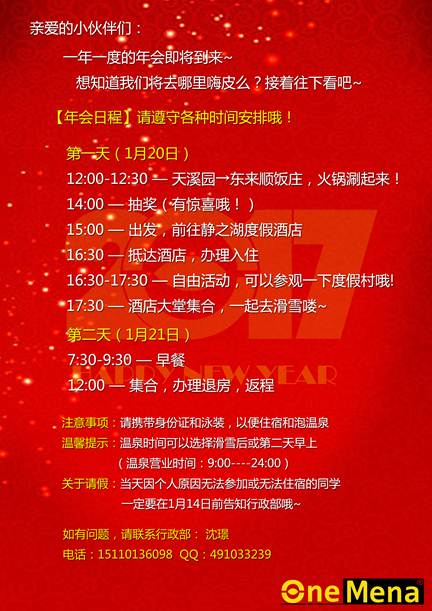 亲爱的小伙伴们：
一年一度的年会即将到来~
想知道我们将去哪里嗨皮么？接着往下看吧~
【年会日程】请遵守各种时间安排哦！
第一天（1月20日）
12:00-12:30 — 天溪园→东来顺饭庄，火锅涮起来！
14:00 — 抽奖（有惊喜哦！）
15:00 — 出发，前往静之湖度假酒店
16:30 — 抵达酒店，办理入住
16:30-17:30 — 自由活动，可以参观一下度假村哦!
17:30 — 酒店大堂集合，一起去滑雪喽~
第二天（1月21日）
7:30-9:30 — 早餐
12:00 — 集合，办理退房，返程
2017
HAPPY NEW YEAR
注意事项：请携带身份证和泳装，以便住宿和泡温泉
温馨提示：温泉时间可以选择滑雪后或第二天早上
（温泉营业时间：9:00----24:00）
关于请假：当天因个人原因无法参加或无法住宿的同学
一定要在1月14日前告知行政部哦~
如有问题，请联系行政部： 沈璟
电话：15110136098 QQ：491033239
One Mena